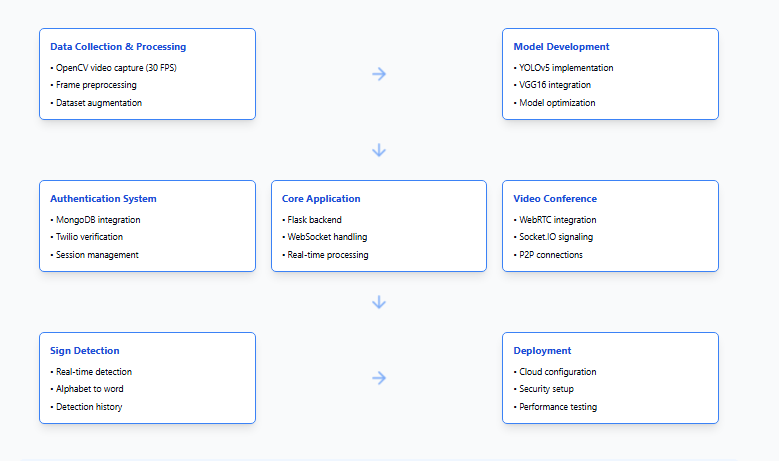 Data Collection & Processing
• OpenCV video capture (30 FPS)
• Frame preprocessing
• Dataset augmentation
Model Development
• YOLOv5 implementation
• VGG16 integration
• Model optimization
Authentication System
• MongoDB integration
• Twilio verification
• Session management
Core Application
• Flask backend
• WebSocket handling
• Real-time processing
Video Conference
• WebRTC integration
• Socket.IO signaling
• P2P connections
Sign Detection
• Real-time detection
• Alphabet to word
• Detection history
Deployment
• Cloud configuration
• Security setup
• Performance testing